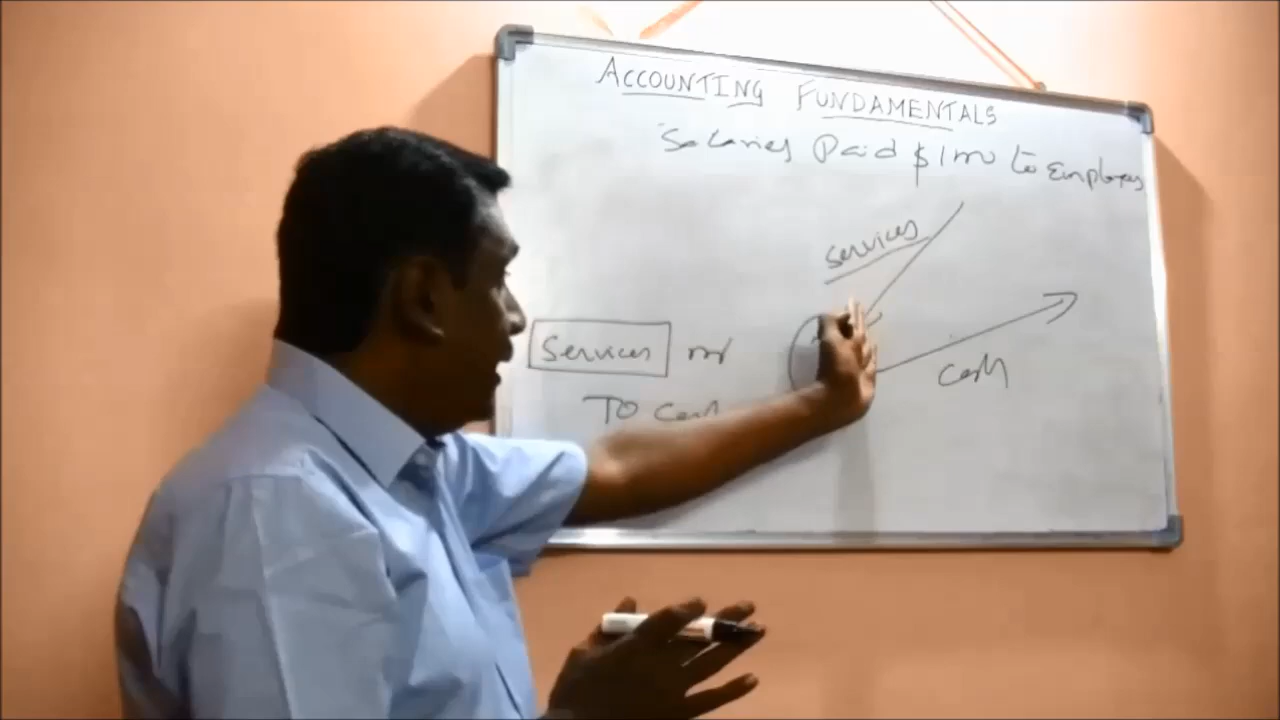 ACCOUNTING FUNDAMENTALS
Salaries Paid $1m to Employees
Services
Services
TO Cash
Cash